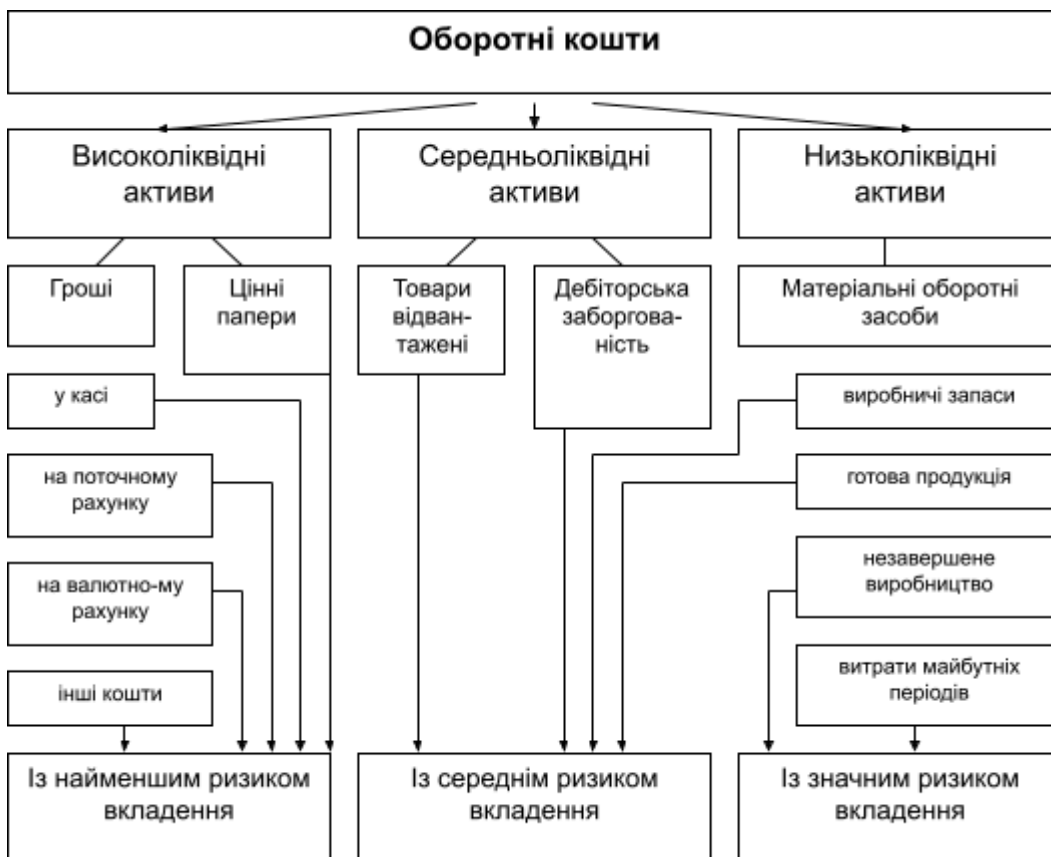 Оборотні кошти
Високоліквідні
активи
Середньоліквідні
активи
Низьколіквідні
активи
Гроші
Цінні
папери
Товари
відван-
тажені
Дебіторська
заборгова-
ність
Матеріальні оборотні
засоби
у касі
виробничі запаси
на поточному
рахунку
готова продукція
на валютно-му
рахунку
незавершене
виробництво
інші кошти
витрати майбутніх
періодів
Із найменшим ризиком
вкладення
Із середнім ризиком
вкладення
Із значним ризиком
вкладення